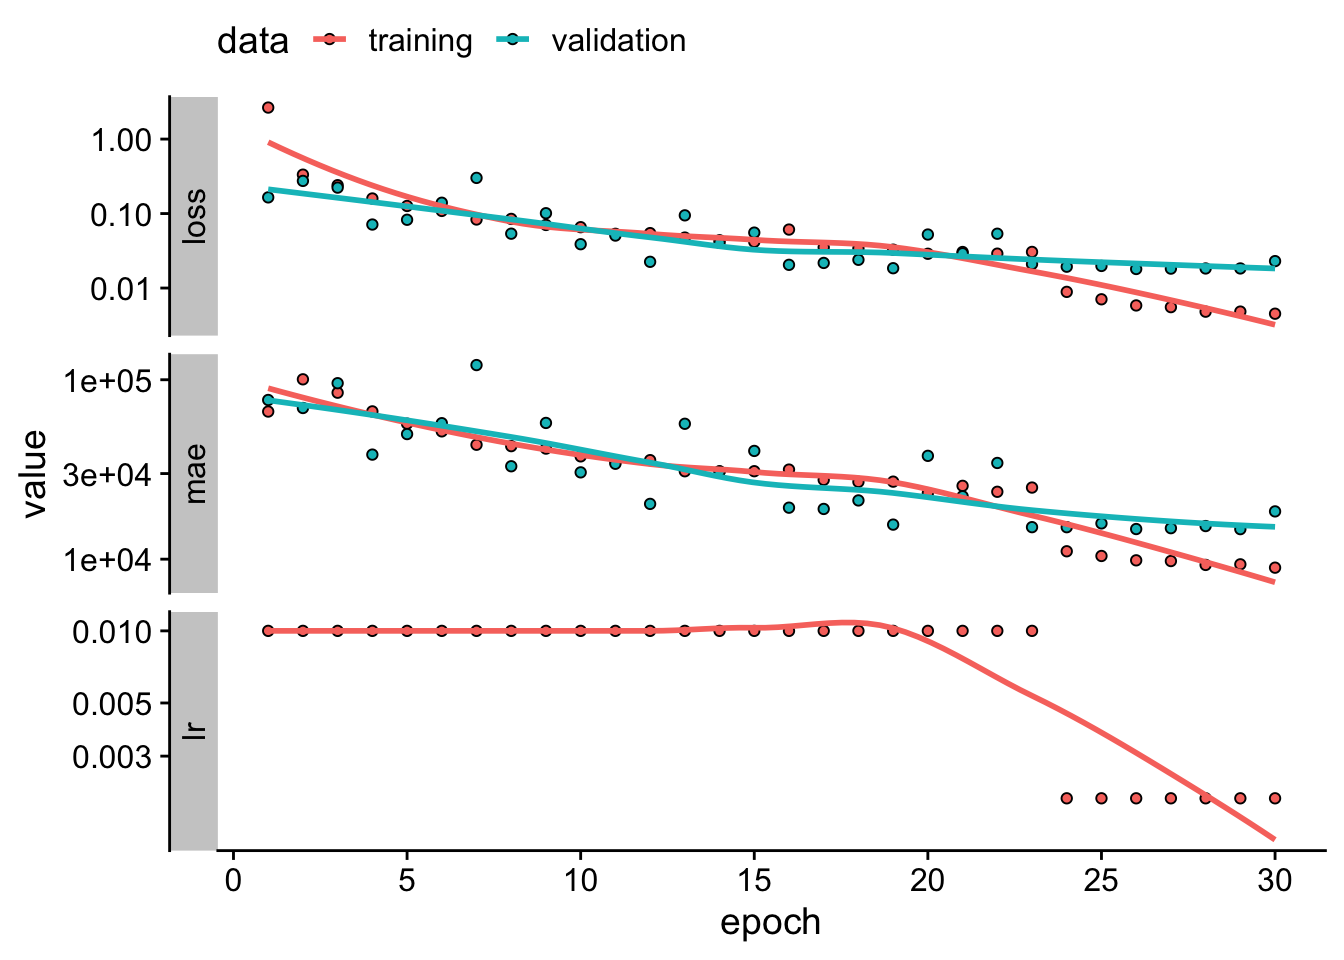 data training validation
loss
1.00
0.10
0.01
value
mae
1e+05
3e+04
1e+04
lr
0.010
0.005
0.003
0 5 10 15 20 25 30
epoch